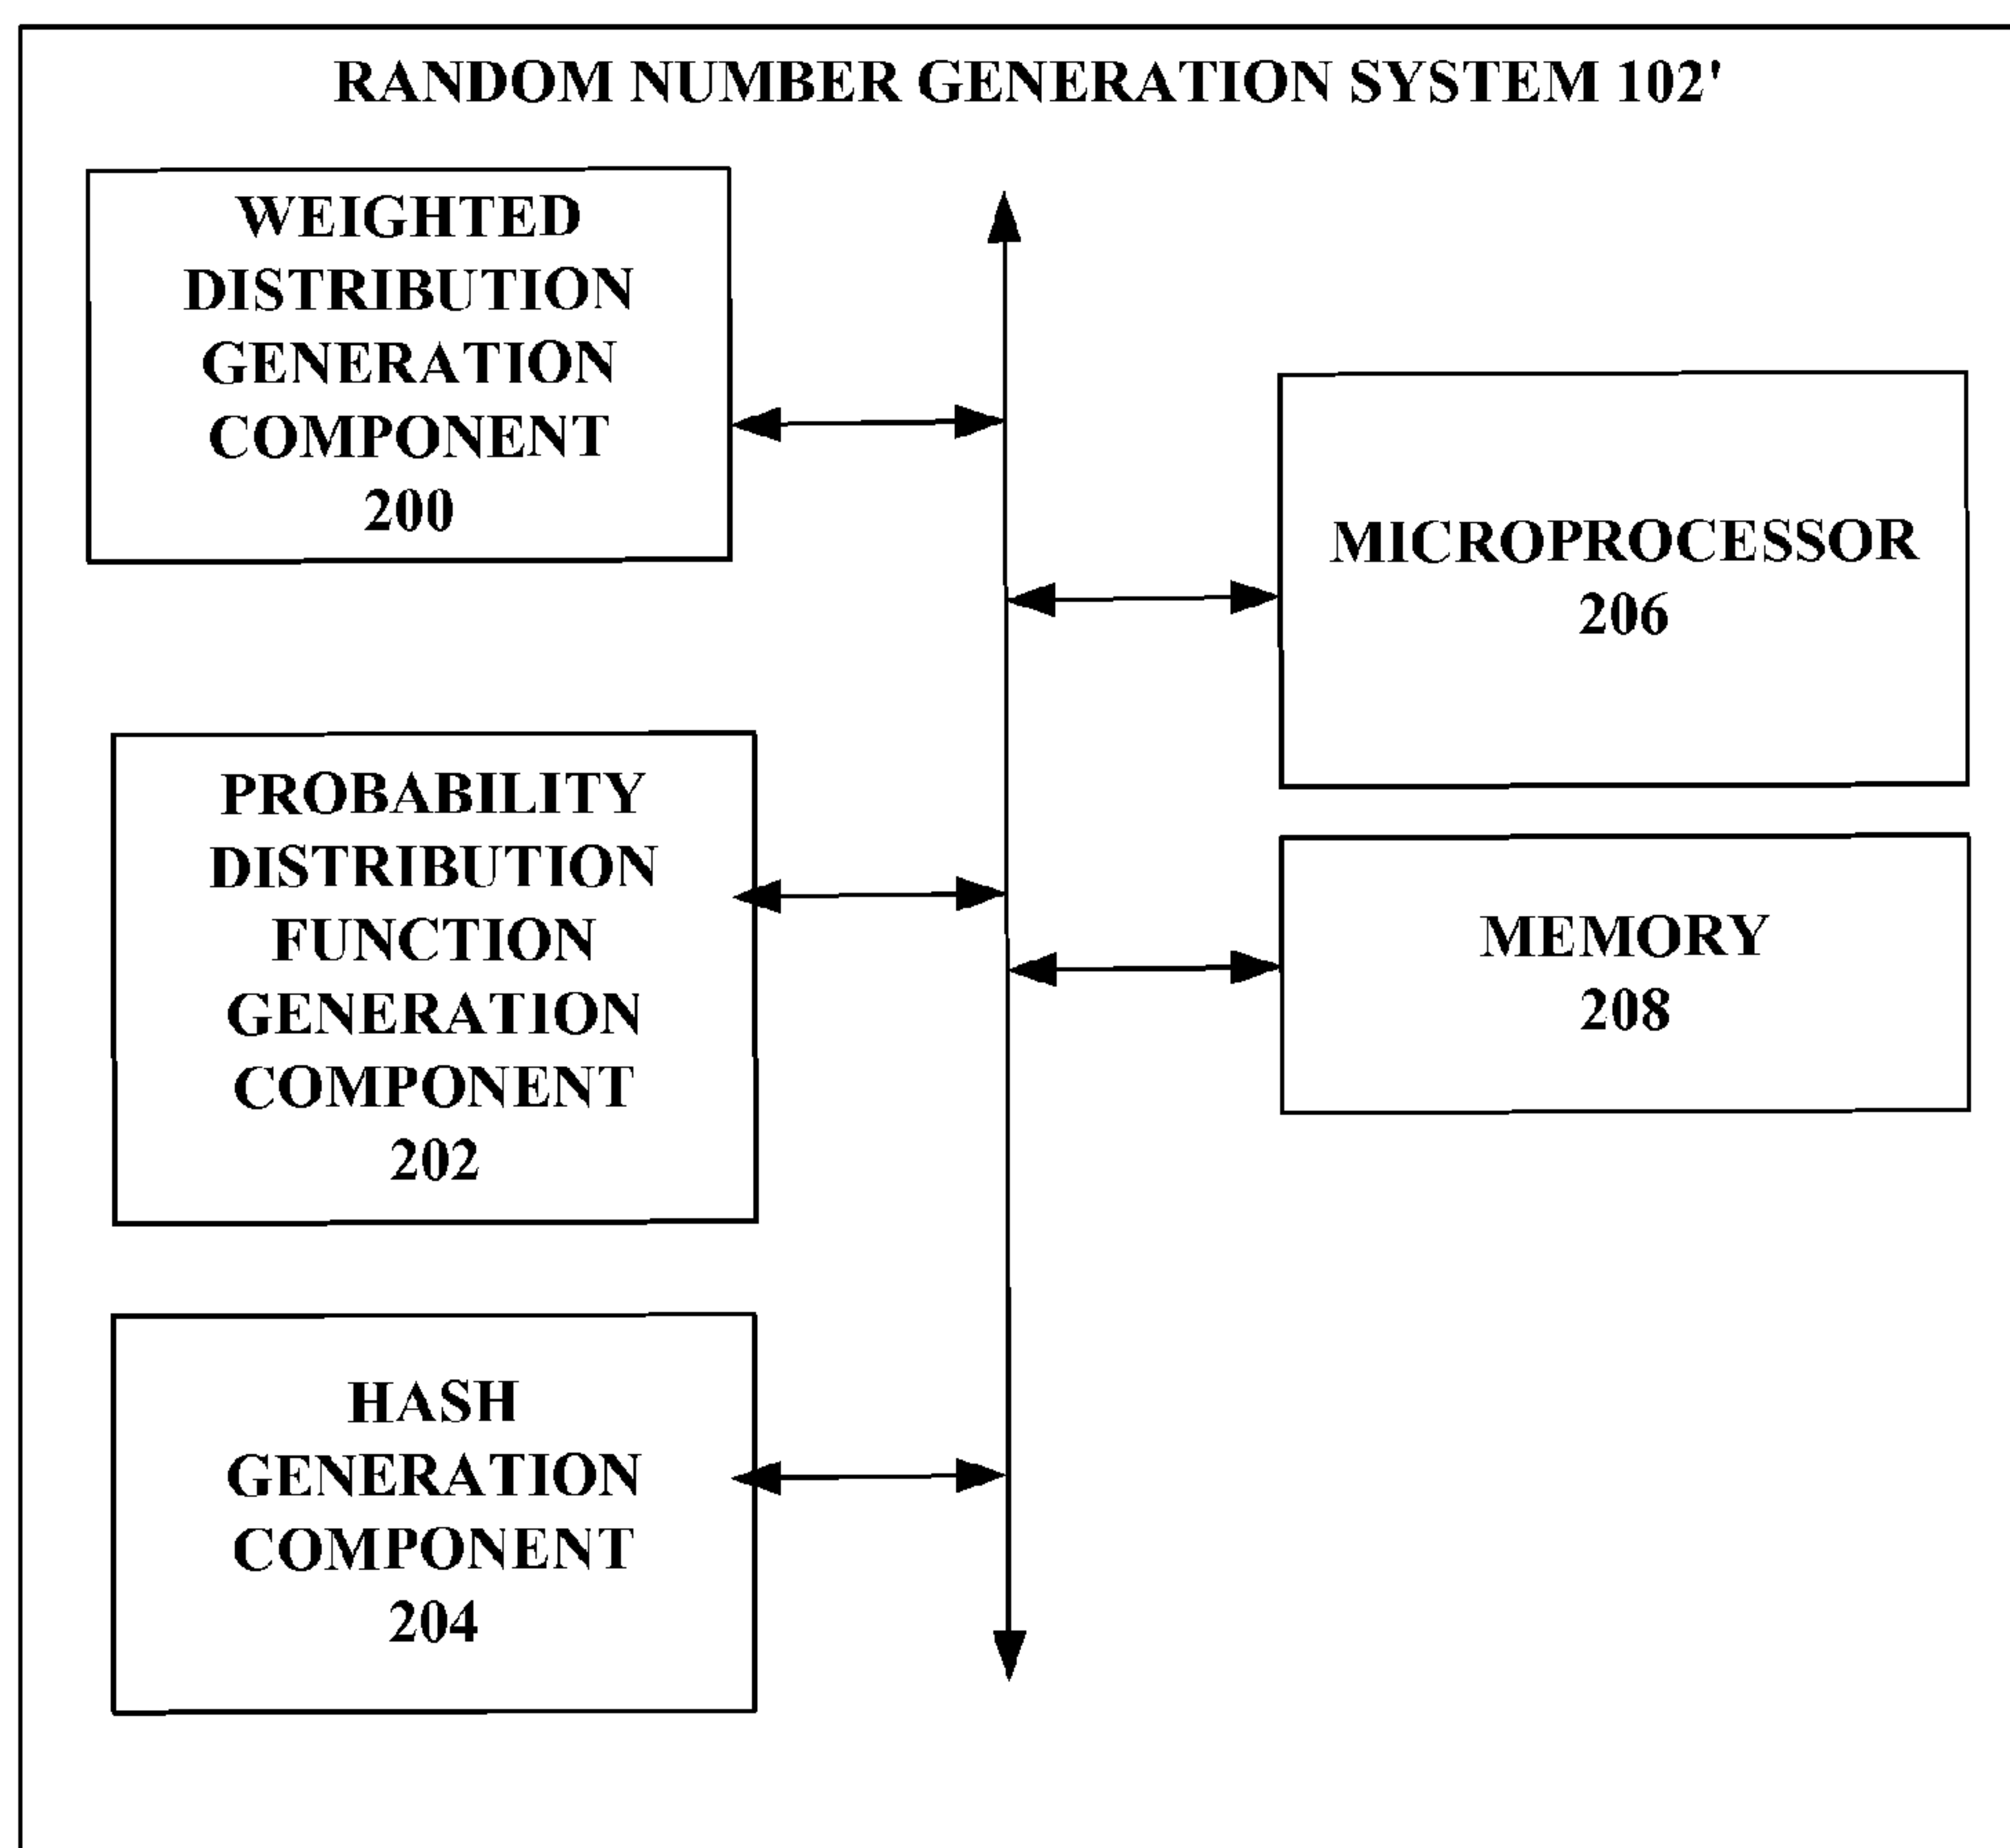 RANDOM NUMBER GENERATION SYSTEM 102'
WEIGHTED
DISTRIBUTION
GENERATION
COMPONENT
200
MICROPROCESSOR
206
PROBABILITY
DISTRIBUTION
FUNCTION
GENERATION
COMPONENT
202
MEMORY
208
HASH
GENERATION
COMPONENT
204